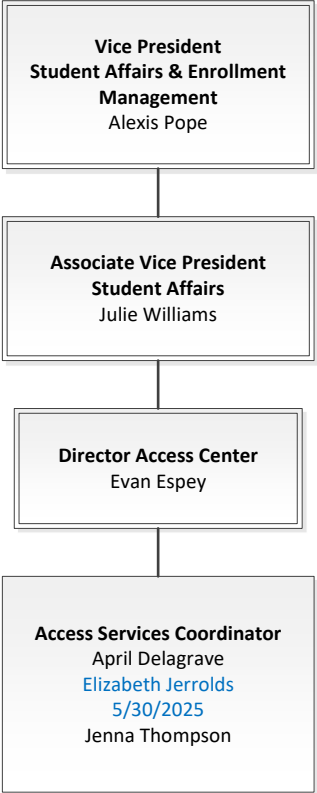 Vice President
Student Affairs & Enrollment
Management
Alexis Pope
Associate Vice President
Student Affairs
Julie Williams
Director Access Center
Evan Espey
Access Services Coordinator
April Delagrave
Elizabeth Jerrolds
5/30/2025
Jenna Thompson